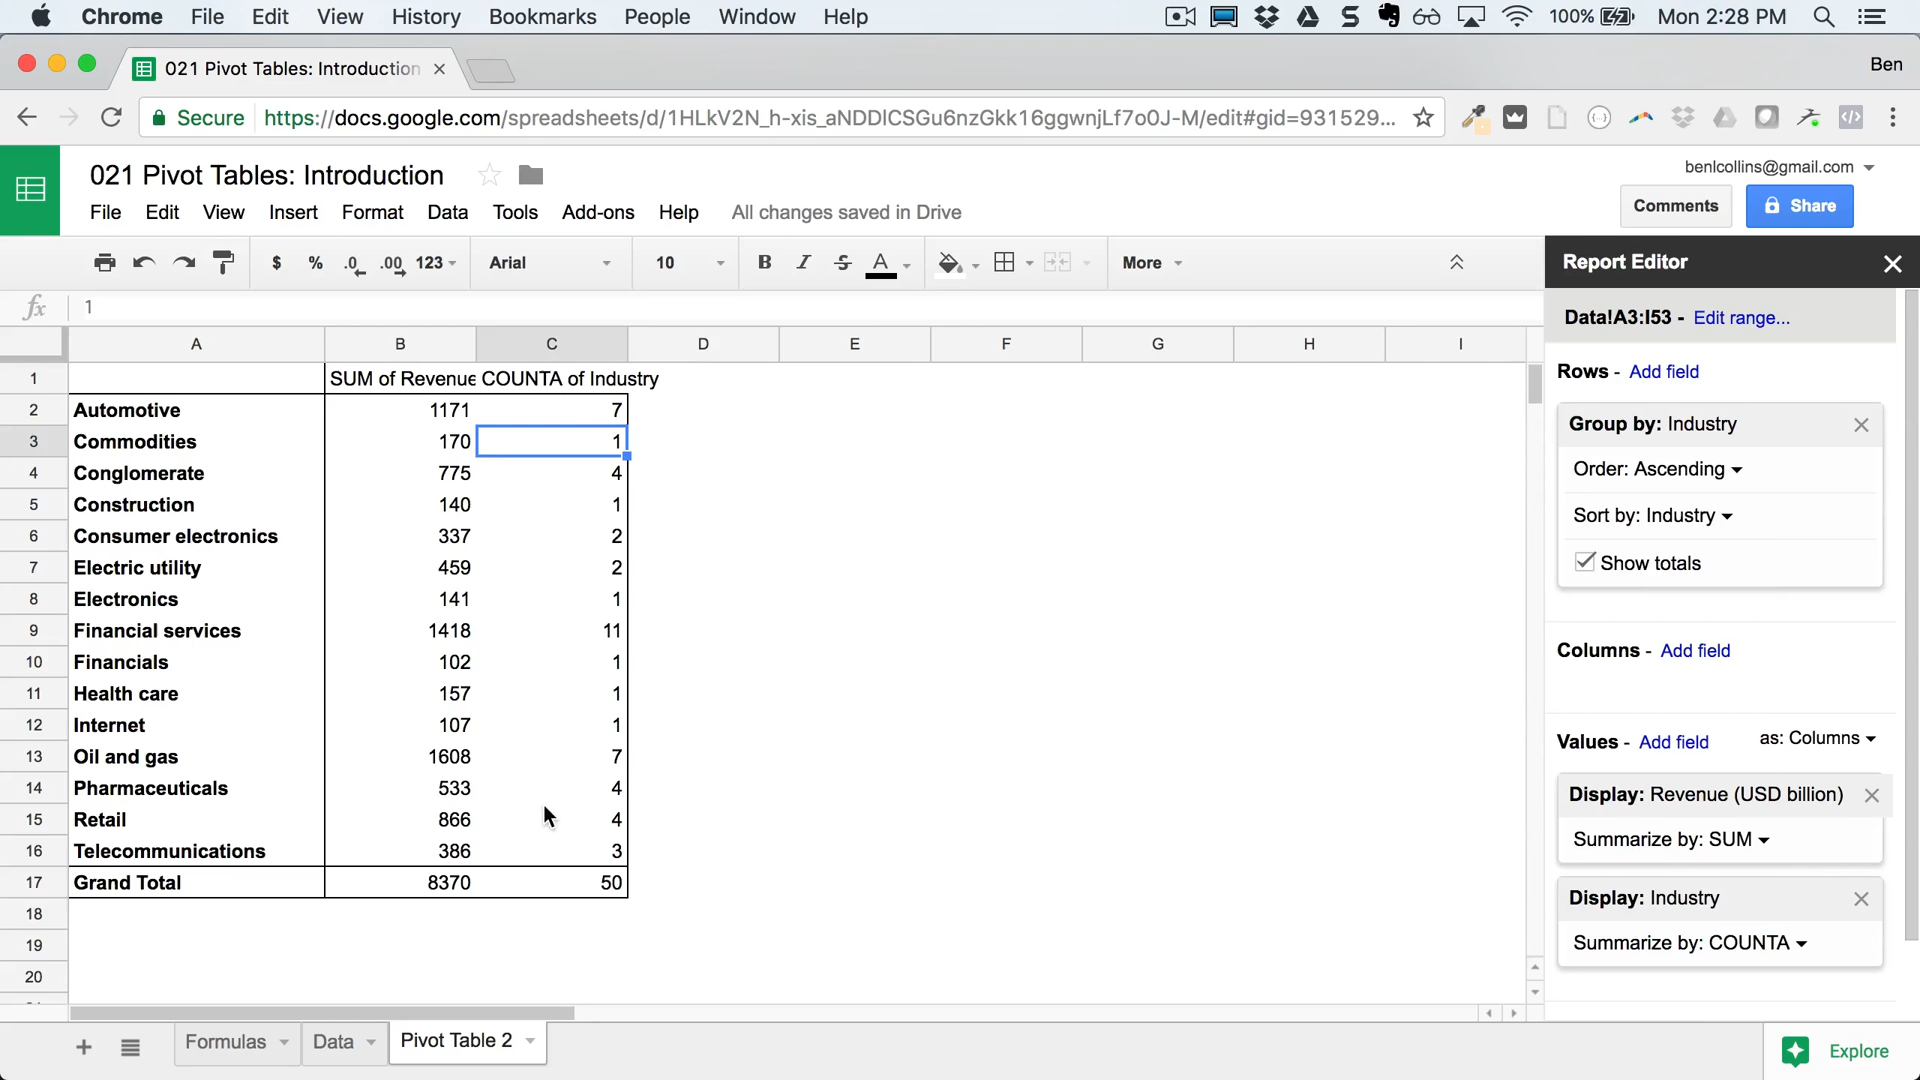 Chrome File Edit View History Bookmarks People Window Help 100% Mon 2:28 PM
021 Pivot Tables: Introduction Ben
Secure https://docs.google.com/spreadsheets/d/1HLkV2N_h-xis_aNDDlCSGu6nzGkk16ggwnjLf7o0J-M/edit#gid=931529...
021 Pivot Tables: Introduction benlcollins@gmail.com
File Edit View Insert Format Data Tools Add-ons Help All changes saved in Drive Comments Share
$ % .0 .00 123 Arial 10 B I S A More
fx 1
A B C D E F G H I
1 SUM of Revenue COUNTA of Industry
2 Automotive 1171 7
3 Commodities 170 1
4 Conglomerate 775 4
5 Construction 140 1
6 Consumer electronics 337 2
7 Electric utility 459 2
8 Electronics 141 1
9 Financial services 1418 11
10 Financials 102 1
11 Health care 157 1
12 Internet 107 1
13 Oil and gas 1608 7
14 Pharmaceuticals 533 4
15 Retail 866 4
16 Telecommunications 386 3
17 Grand Total 8370 50
18
19
20
Report Editor
Data!A3:I53 - Edit range...
Rows - Add field
Group by: Industry
Order: Ascending
Sort by: Industry
Show totals
Columns - Add field
Values - Add field as: Columns
Display: Revenue (USD billion)
Summarize by: SUM
Display: Industry
Summarize by: COUNTA
Formulas Data Pivot Table 2 Explore